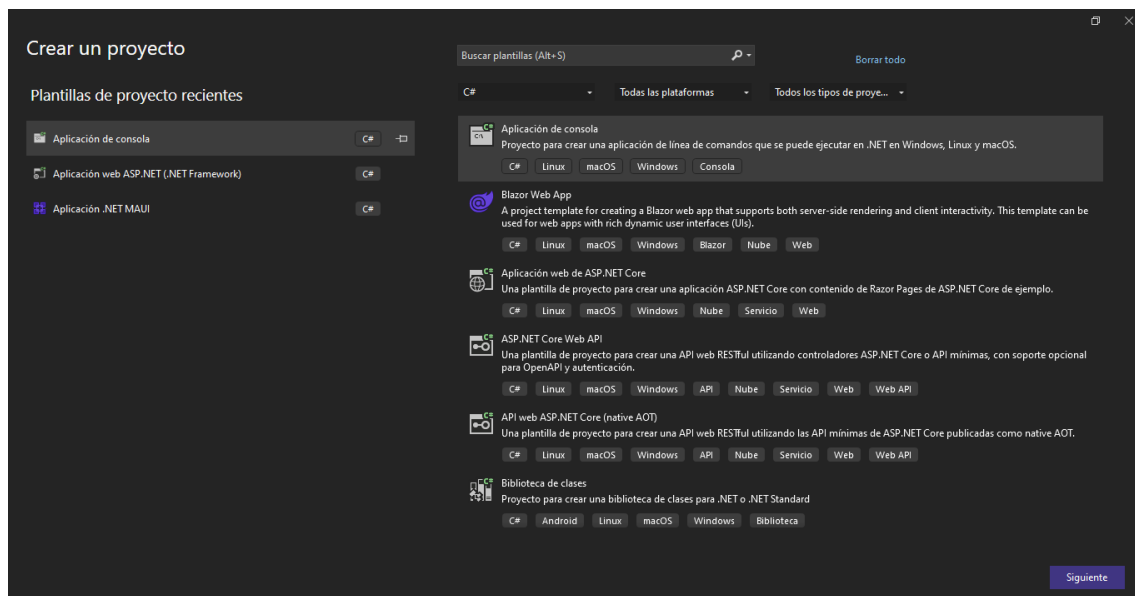 Crear un proyecto
Plantillas de proyecto recientes
Aplicación de consola C#
Aplicación web ASP.NET (.NET Framework) C#
Aplicación .NET MAUI C#
Buscar plantillas (Alt+S)
Borrar todo
C# Todas las plataformas Todos los tipos de proye...
Aplicación de consola
Proyecto para crear una aplicación de línea de comandos que se puede ejecutar en .NET en Windows, Linux y macOS.
C# Linux macOS Windows Consola
Blazor Web App
A project template for creating a Blazor web app that supports both server-side rendering and client interactivity. This template can be
used for web apps with rich dynamic user interfaces (UIs).
C# Linux macOS Windows Blazor Nube Web
Aplicación web de ASP.NET Core
Una plantilla de proyecto para crear una aplicación ASP.NET Core con contenido de Razor Pages de ASP.NET Core de ejemplo.
C# Linux macOS Windows Nube Servicio Web
ASP.NET Core Web API
Una plantilla de proyecto para crear una API web RESTful utilizando controladores ASP.NET Core o API mínimas, con soporte opcional
para OpenAPI y autenticación.
C# Linux macOS Windows API Nube Servicio Web Web API
API web ASP.NET Core (native AOT)
Una plantilla de proyecto para crear una API web RESTful utilizando las API mínimas de ASP.NET Core publicadas como native AOT.
C# Linux macOS Windows API Nube Servicio Web Web API
Biblioteca de clases
Proyecto para crear una biblioteca de clases para .NET o .NET Standard
C# Android Linux macOS Windows Biblioteca
Siguiente